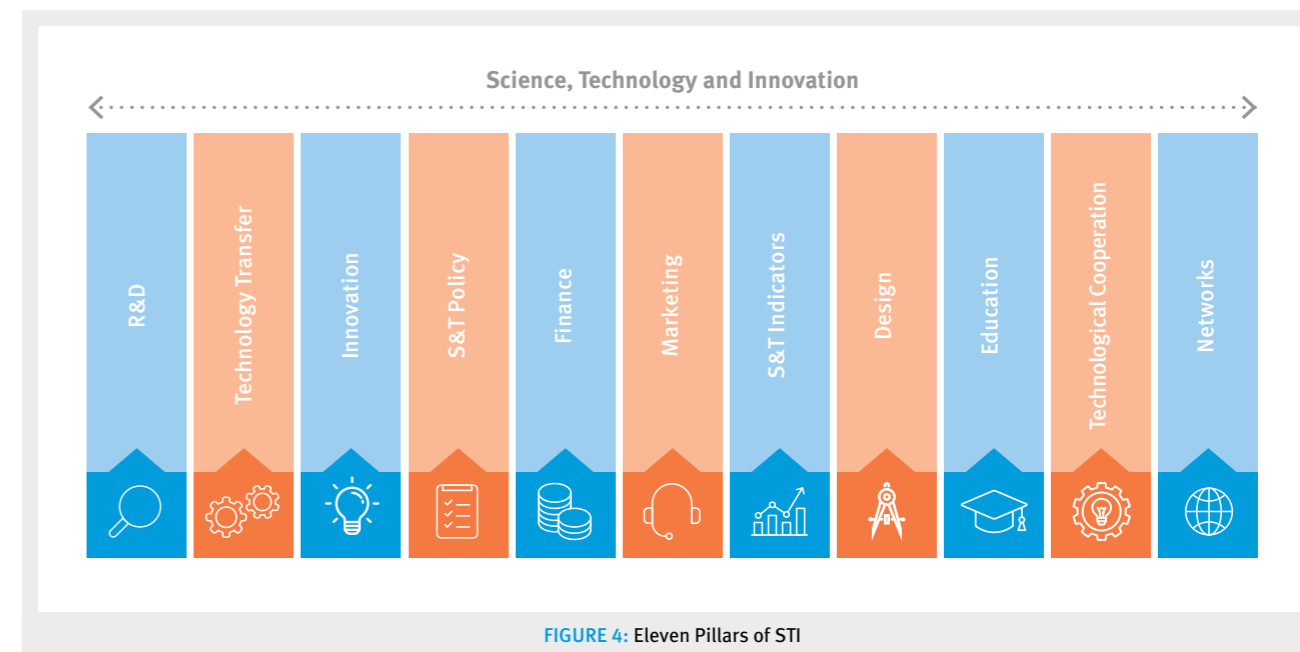 Science, Technology and Innovation
R&D
Technology Transfer
Innovation
S&T Policy
Finance
Marketing
S&T Indicators
Design
Education
Technological Cooperation
Networks
FIGURE 4: Eleven Pillars of STI